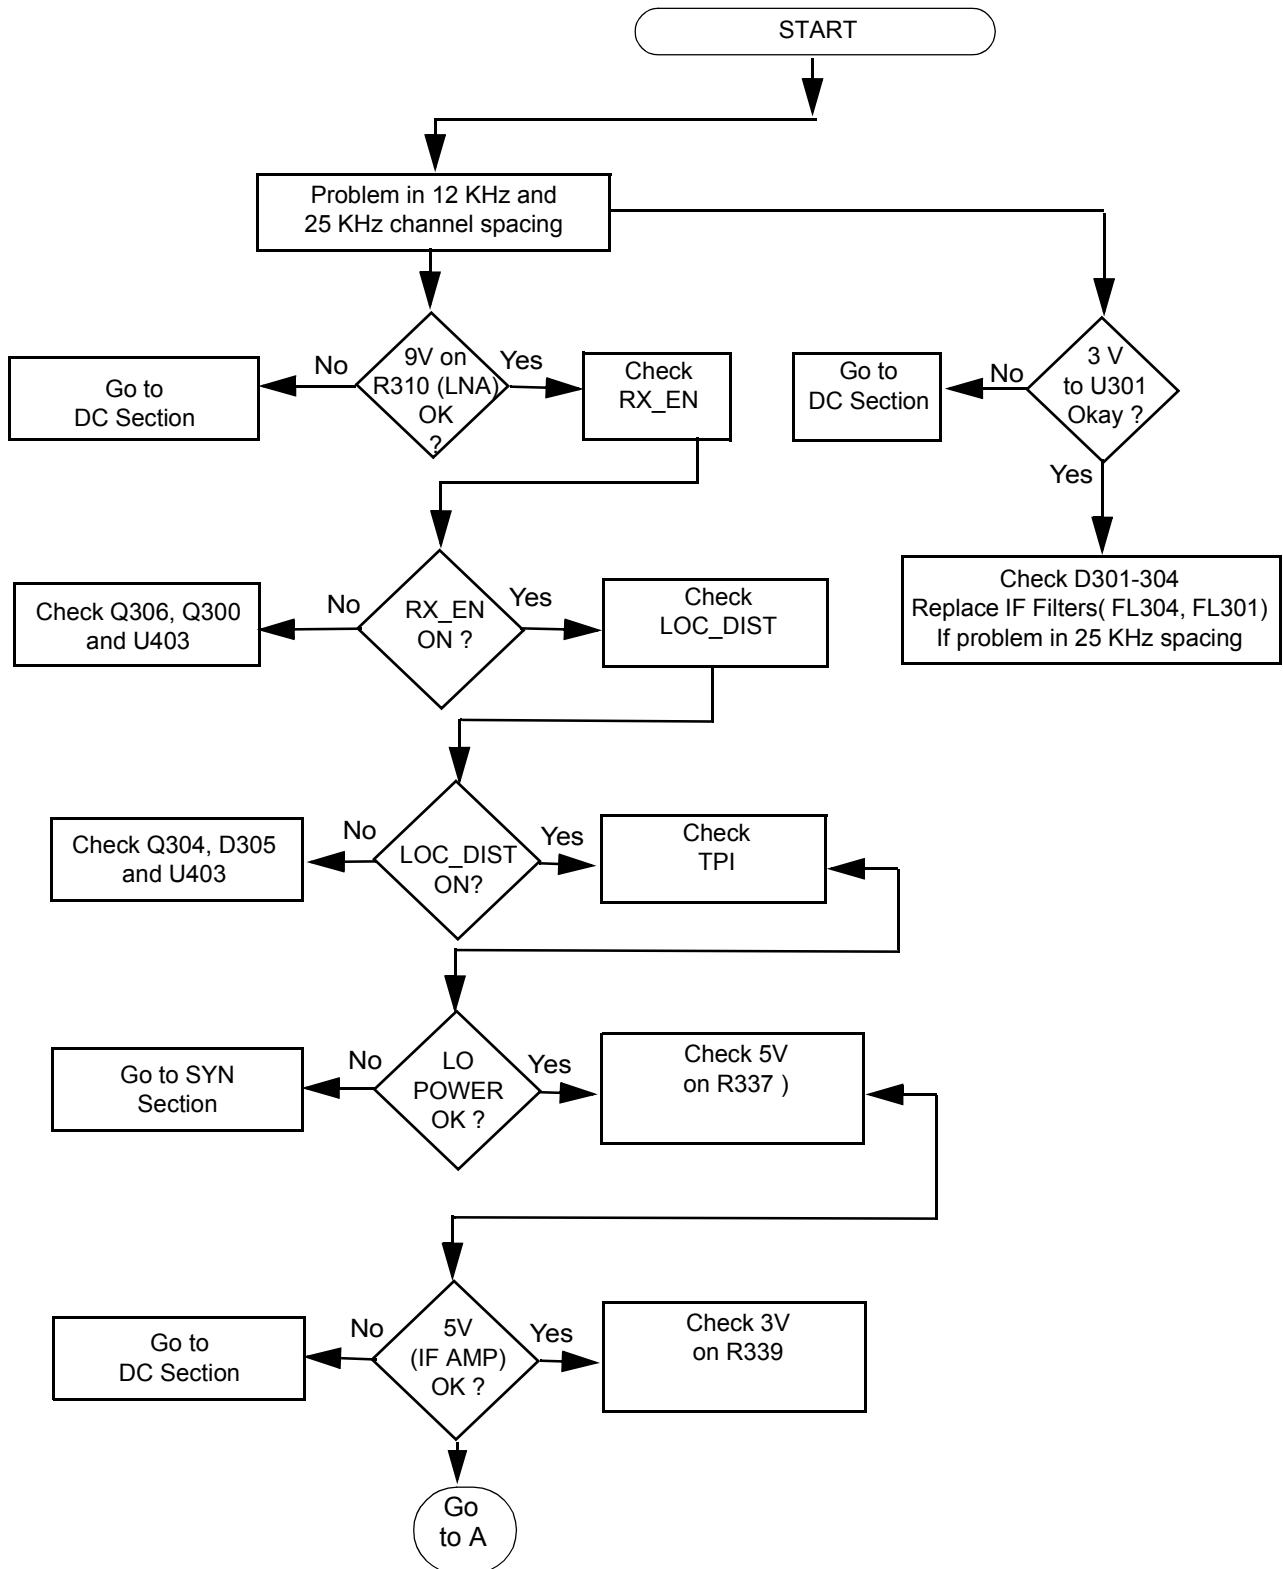 START
Problem in 12 KHz and
25 KHz channel spacing
No
9V on
R310 (LNA)
OK
?
Yes
Check
RX_EN
Go to
DC Section
Go to
DC Section
No
3 V
to U301
Okay ?
Yes
Check Q306, Q300
and U403
No
RX_EN
ON ?
Yes
Check
LOC_DIST
Check D301-304
Replace IF Filters( FL304, FL301)
If problem in 25 KHz spacing
Check Q304, D305
and U403
No
LOC_DIST
ON?
Yes
Check
TPI
Go to SYN
Section
No
LO
POWER
OK ?
Yes
Check 5V
on R337 )
Go to
DC Section
No
5V
(IF AMP)
OK ?
Yes
Check 3V
on R339
Go
to A